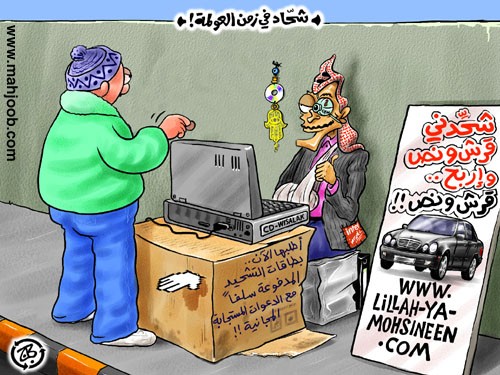 شحّاد في زمن العولمة !
www.mahjoob.com
CD-WISALAK
أطلبها الآن..
بطاقات التشحيد
المدفوعة سلفاً
مع الدعوات المستجابة
المجانية !!
شحّدني
قرش ونص
واربح..
قرش ونص!!
WWW.
LiLLAH-YA-
MOHSiNEEN
.COM